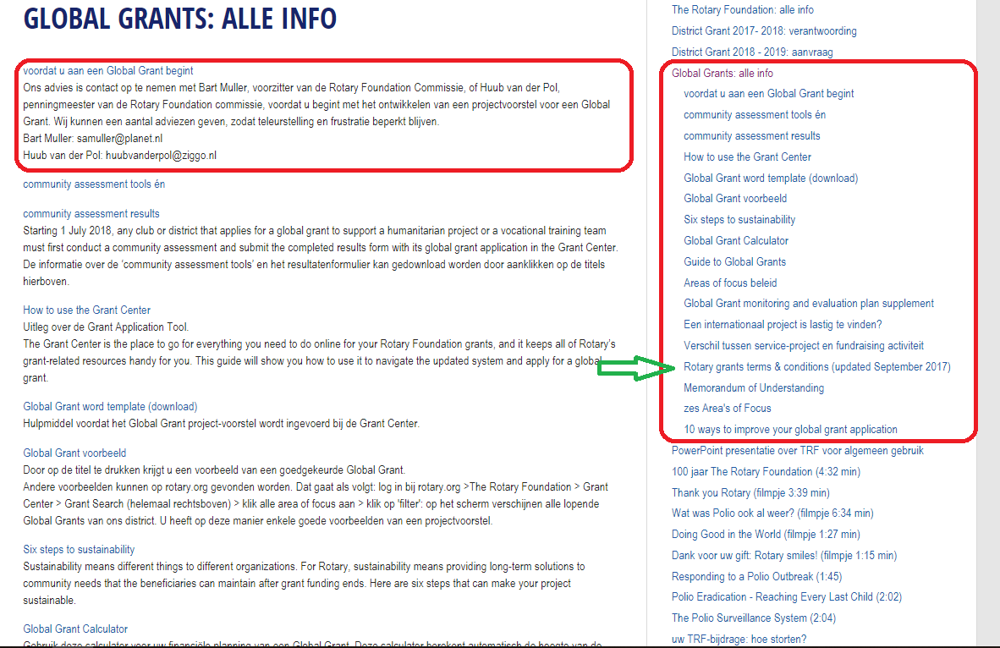 GLOBAL GRANTS: ALLE INFO
voordat u aan een Global Grant begint
Ons advies is contact op te nemen met Bart Muller, voorzitter van de Rotary Foundation Commissie, of Huub van der Pol,
penningmeester van de Rotary Foundation commissie, voordat u begint met het ontwikkelen van een projectvoorstel voor een Global
Grant. Wij kunnen een aantal adviezen geven, zodat teleurstelling en frustratie beperkt blijven.
Bart Muller: samuller@planet.nl
Huub van der Pol: huubvanderpol@ziggo.nl
community assessment tools én
community assessment results
Starting 1 July 2018, any club or district that applies for a global grant to support a humanitarian project or a vocational training team
must first conduct a community assessment and submit the completed results form with its global grant application in the Grant Center.
De informatie over de 'community assessment tools' en het resultatenformulier kan gedownload worden door aanklikken op de titels
hierboven.
How to use the Grant Center
Uitleg over de Grant Application Tool.
The Grant Center is the place to go for everything you need to do online for your Rotary Foundation grants, and it keeps all of Rotary's
grant-related resources handy for you. This guide will show you how to use it to navigate the updated system and apply for a global
grant.
Global Grant word template (download)
Hulpmiddel voordat het Global Grant project-voorstel wordt ingevoerd bij de Grant Center.
Global Grant voorbeeld
Door op de titel te drukken krijgt u een voorbeeld van een goedgekeurde Global Grant.
Andere voorbeelden kunnen op rotary.org gevonden worden. Dat gaat als volgt: log in bij rotary.org >The Rotary Foundation > Grant
Center > Grant Search (helemaal rechtsboven) > klik alle area of focus aan > klik op 'filter': op het scherm verschijnen alle lopende
Global Grants van ons district. U heeft op deze manier enkele goede voorbeelden van een projectvoorstel.
Six steps to sustainability
Sustainability means different things to different organizations. For Rotary, sustainability means providing long-term solutions to
community needs that the beneficiaries can maintain after grant funding ends. Here are six steps that can make your project
sustainable.
Global Grant Calculator
Gebruik deze calculator voor uw financiële planning van een Global Grant. Deze calculator berekent automatisch de hoogte van de
The Rotary Foundation: alle info
District Grant 2017- 2018: verantwoording
District Grant 2018 - 2019: aanvraag
Global Grants: alle info
voordat u aan een Global Grant begint
community assessment tools én
community assessment results
How to use the Grant Center
Global Grant word template (download)
Global Grant voorbeeld
Six steps to sustainability
Global Grant Calculator
Guide to Global Grants
Areas of focus beleid
Global Grant monitoring and evaluation plan supplement
Een internationaal project is lastig te vinden?
Verschil tussen service-project en fundraising activiteit
Rotary grants terms & conditions (updated September 2017)
Memorandum of Understanding
zes Area's of Focus
10 ways to improve your global grant application
PowerPoint presentatie over TRF voor algemeen gebruik
100 jaar The Rotary Foundation (4:32 min)
Thank you Rotary (filmpje 3:39 min)
Wat was Polio ook al weer? (filmpje 6:34 min)
Doing Good in the World (filmpje 1:27 min)
Dank voor uw gift: Rotary smiles! (filmpje 1:15 min)
Responding to a Polio Outbreak (1:45)
Polio Eradication - Reaching Every Last Child (2:02)
The Polio Surveillance System (2:04)
uw TRF-bijdrage: hoe storten?